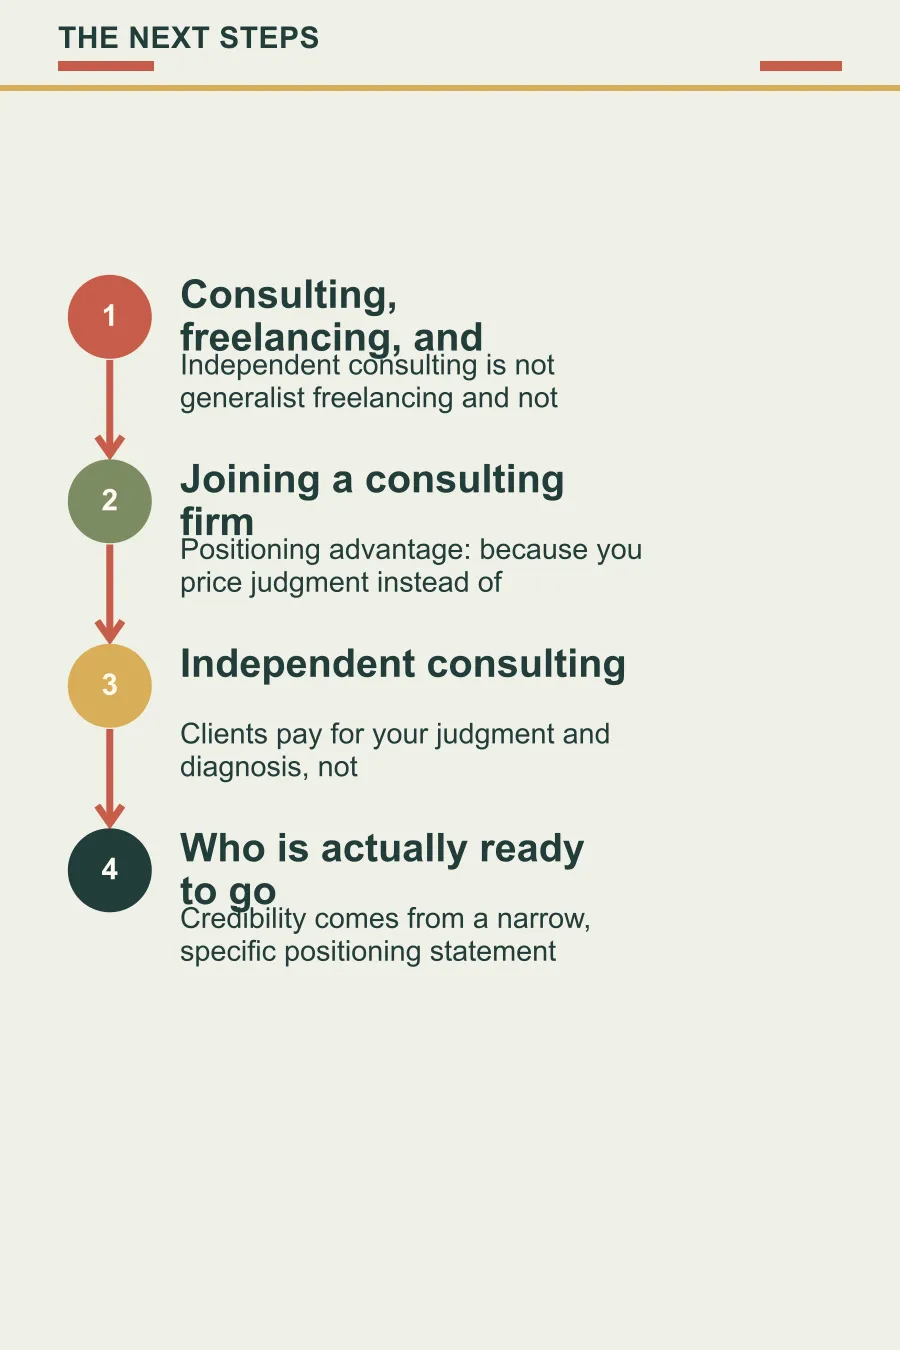 THE NEXT STEPS
1
Consulting,
freelancing, and
Independent consulting is not
generalist freelancing and not
2
Joining a consulting
firm
Positioning advantage: because you
price judgment instead of
3
Independent consulting
Clients pay for your judgment and
diagnosis, not
4
Who is actually ready
to go
Credibility comes from a narrow,
specific positioning statement